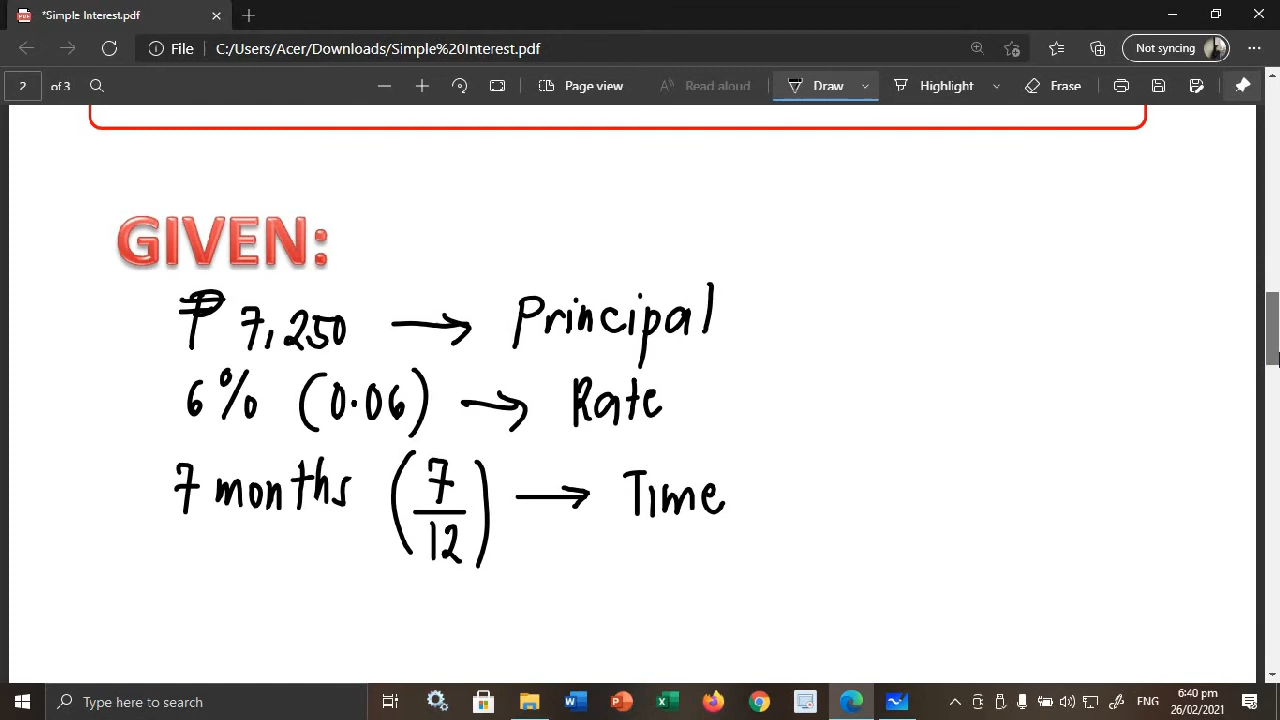 *Simple Interest.pdf
File C:/Users/Acer/Downloads/Simple%20Interest.pdf Not syncing
2 of 3 Page view Read aloud Draw Highlight Erase
GIVEN:
₱ 7,250 → Principal
6% (0.06) → Rate
7 months (7/12) → Time
Type here to search ENG 6:40 pm
26/02/2021